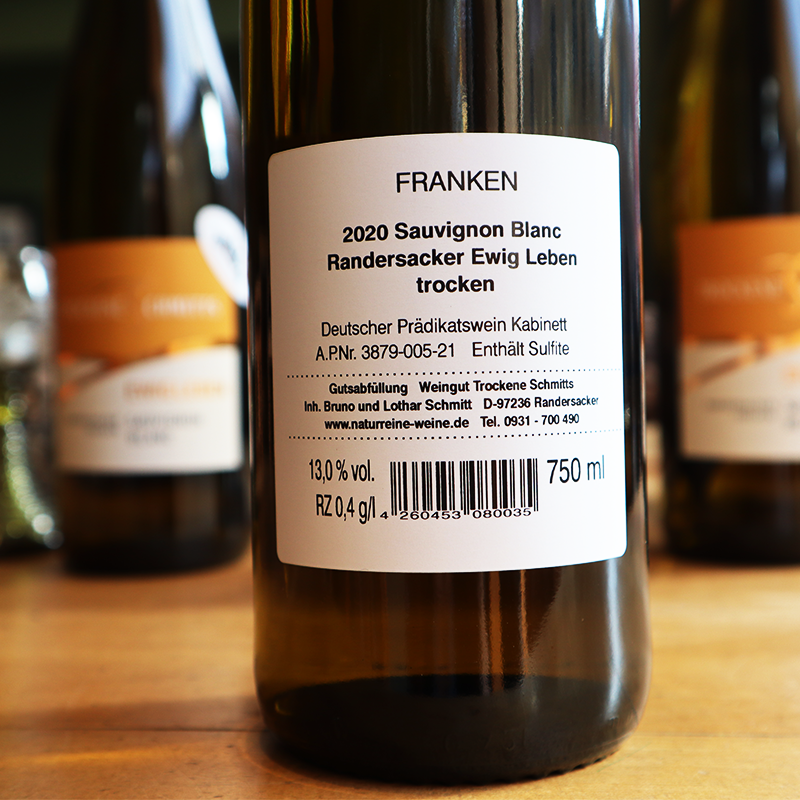 FRANKEN
2020 Sauvignon Blanc
Randersacker Ewig Leben
trocken
Deutscher Prädikatswein Kabinett
A.P.Nr. 3879-005-21 Enthält Sulfite
Gutsabfüllung Weingut Trockene Schmitts
Inh. Bruno und Lothar Schmitt D-97236 Randersacker
www.naturreine-weine.de Tel. 0931 - 700 490
13,0 % vol.
RZ 0,4 g/l
4 260453 080035
750 ml